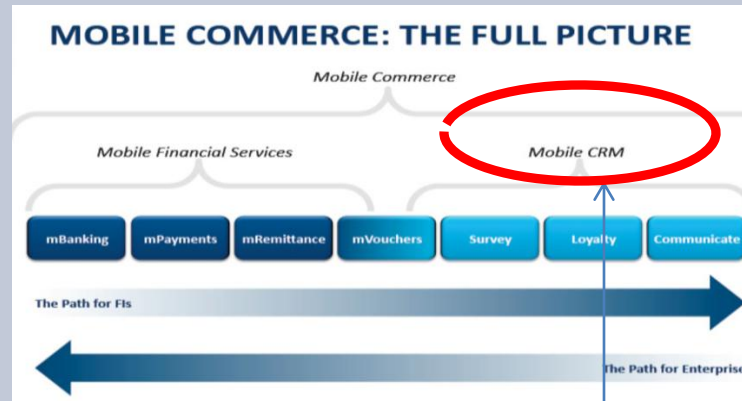 MOBILE COMMERCE: THE FULL PICTURE
Mobile Commerce
Mobile Financial Services
Mobile CRM
mBanking mPayments mRemittance mVouchers Survey Loyalty Communicate
The Path for FIs
The Path for Enterprise